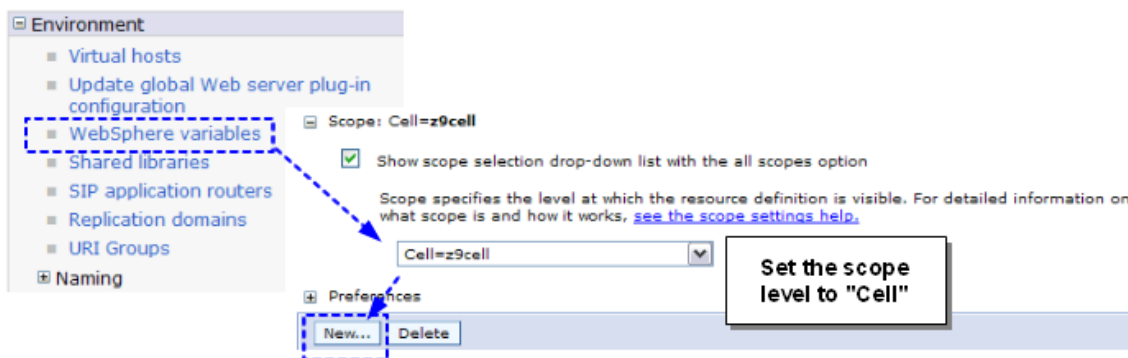 Environment
Virtual hosts
Update global Web server plug-in
configuration
WebSphere variables
Shared libraries
SIP application routers
Replication domains
URI Groups
Naming
Scope: Cell=z9cell
Show scope selection drop-down list with the all scopes option
Scope specifies the level at which the resource definition is visible. For detailed information on
what scope is and how it works, see the scope settings help.
Cell=z9cell
Set the scope
level to "Cell"
Preferences
New... Delete